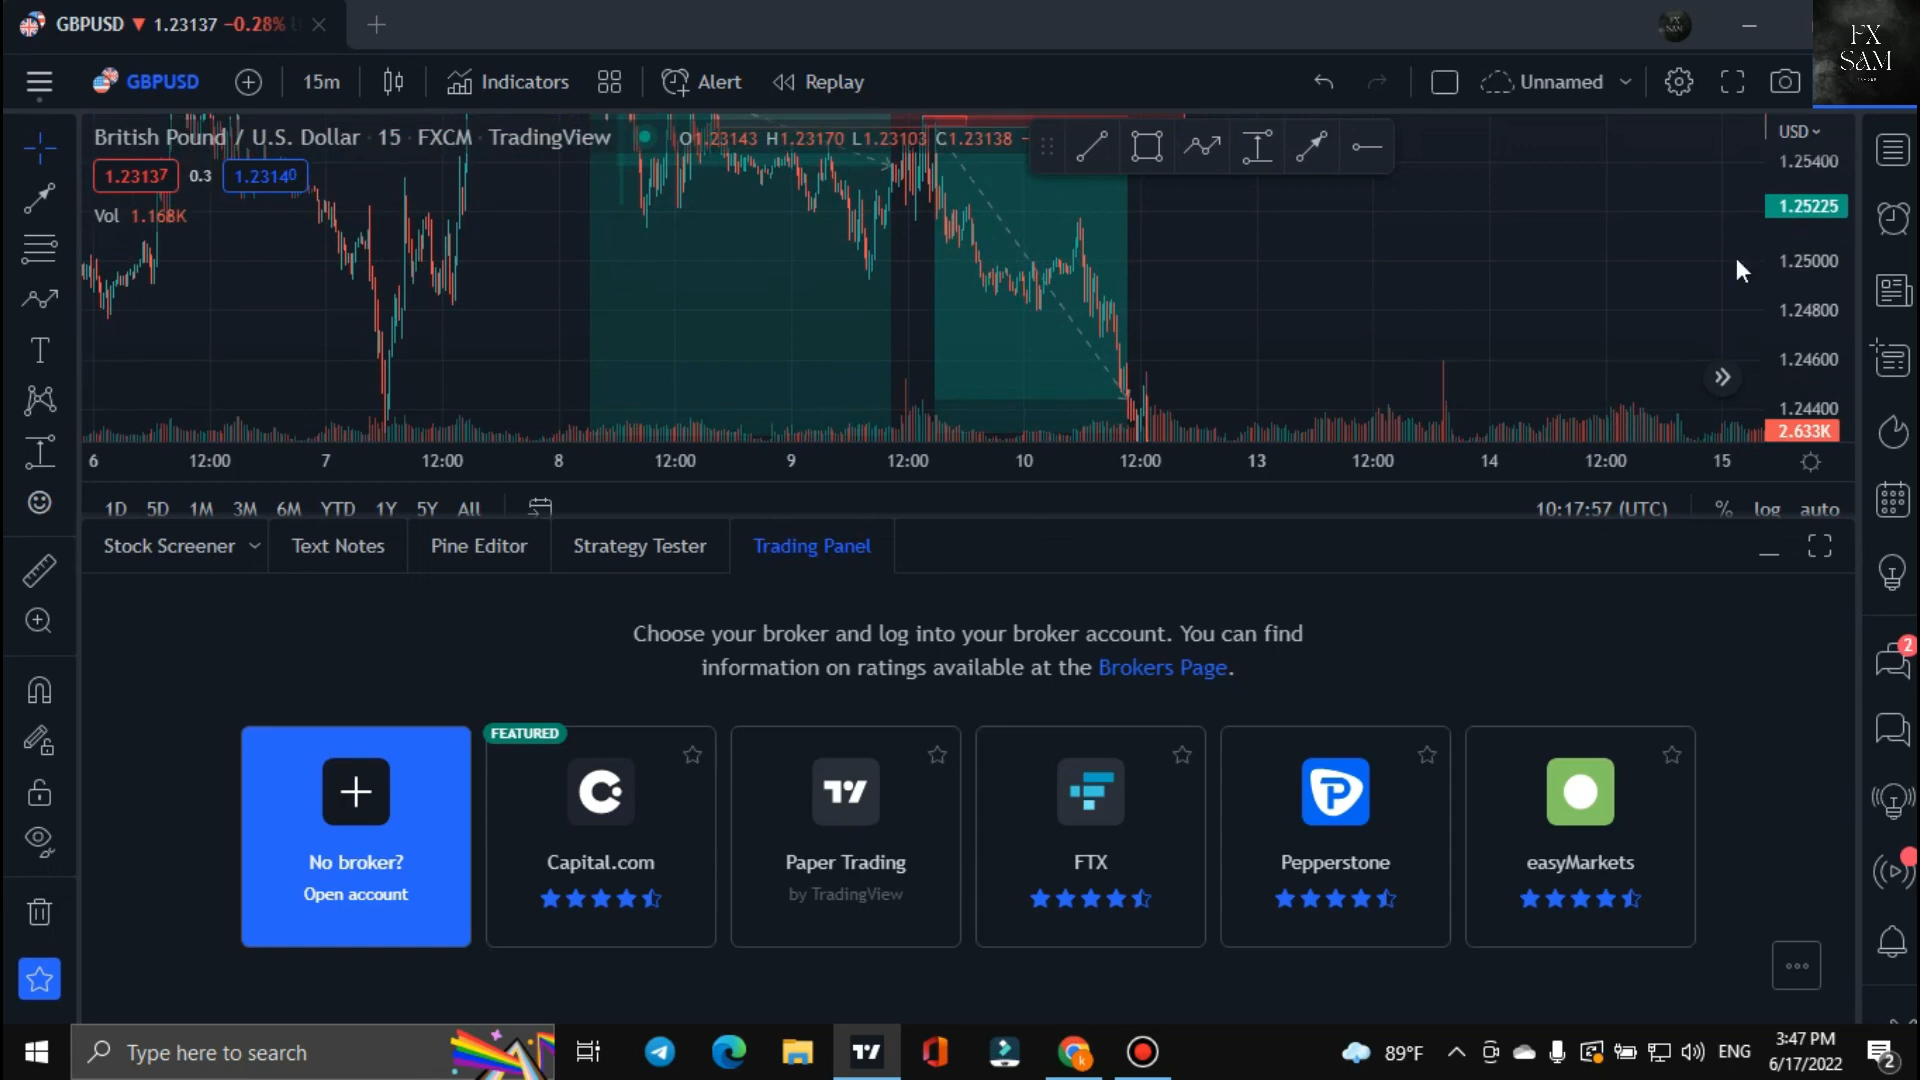 GBPUSD ▼ 1.23137 −0.28%
FX
SAM
GBPUSD
15m
Indicators
Alert
Replay
Unnamed
British Pound / U.S. Dollar · 15 · FXCM · TradingView
O1.23143 H1.23170 L1.23103 C1.23138
1.23137 0.3 1.23140
Vol 1.168K
USD
1.25400
1.25225
1.25000
1.24800
1.24600
1.24400
2.633K
6 12:00 7 12:00 8 12:00 9 12:00 10 12:00 13 12:00 14 12:00 15
1D 5D 1M 3M 6M YTD 1Y 5Y All
10:17:57 (UTC) % log auto
Stock Screener Text Notes Pine Editor Strategy Tester Trading Panel
Choose your broker and log into your broker account. You can find
information on ratings available at the Brokers Page.
No broker?
Open account
FEATURED
Capital.com
Paper Trading
by TradingView
FTX
Pepperstone
easyMarkets
2
Type here to search
89°F
ENG
3:47 PM
6/17/2022
2